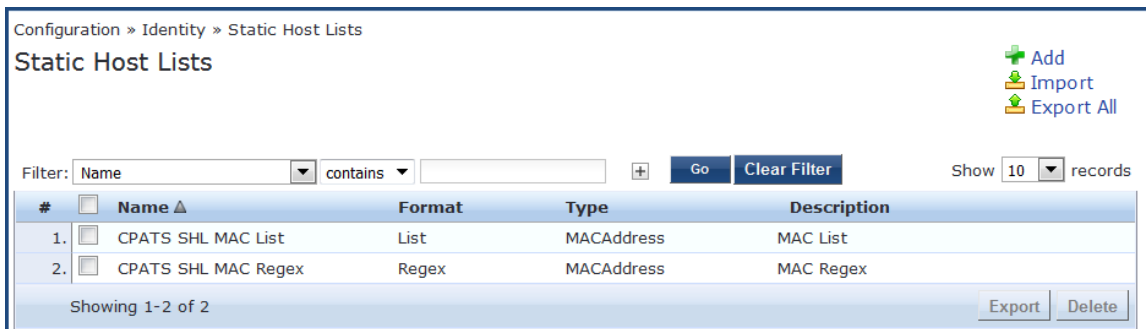 Configuration » Identity » Static Host Lists
Static Host Lists
Add
Import
Export All
Filter: Name contains + Go Clear Filter Show 10 records
# Name Format Type Description
1. CPATS SHL MAC List List MACAddress MAC List
2. CPATS SHL MAC Regex Regex MACAddress MAC Regex
Showing 1-2 of 2 Export Delete